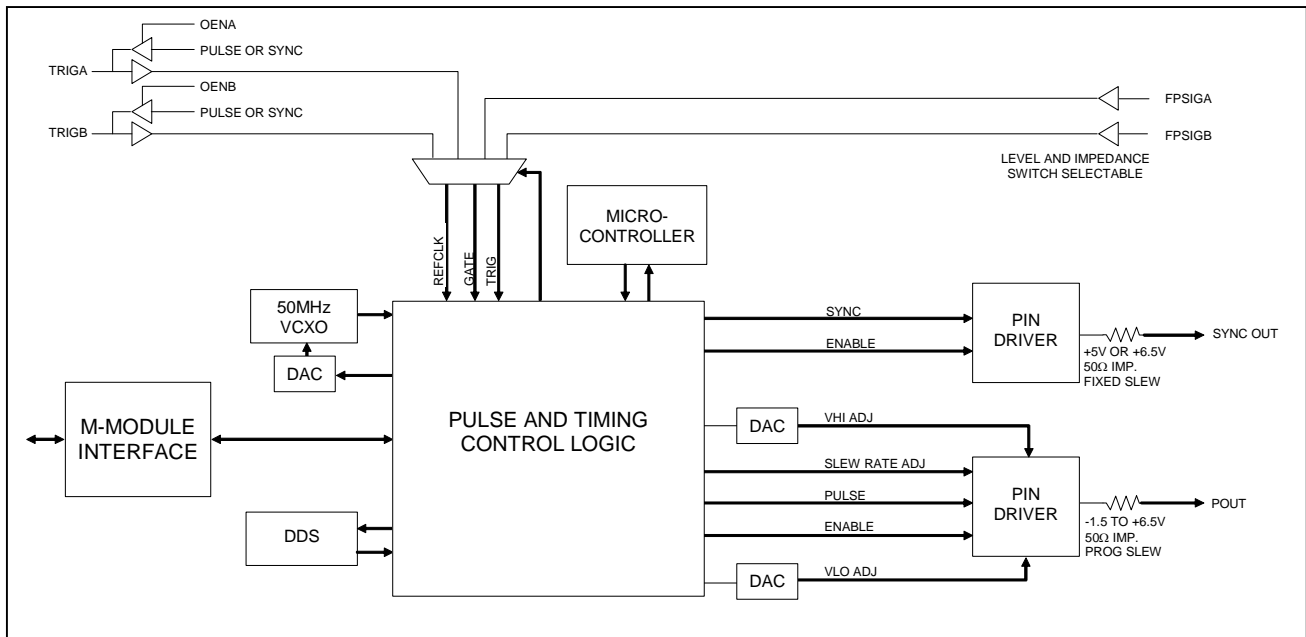 OENA
PULSE OR SYNC
TRIGA
OENB
PULSE OR SYNC
TRIGB
FPSIGA
FPSIGB
LEVEL AND IMPEDANCE
SWITCH SELECTABLE
REFCLK
GATE
TRIG
MICRO-
CONTROLLER
50MHz
VCXO
DAC
M-MODULE
INTERFACE
DDS
PULSE AND TIMING
CONTROL LOGIC
SYNC
ENABLE
PIN
DRIVER
+5V OR +6.5V
50Ω IMP.
FIXED SLEW
SYNC OUT
DAC
VHI ADJ
SLEW RATE ADJ
PULSE
ENABLE
DAC
VLO ADJ
PIN
DRIVER
-1.5 TO +6.5V
50Ω IMP.
PROG SLEW
POUT